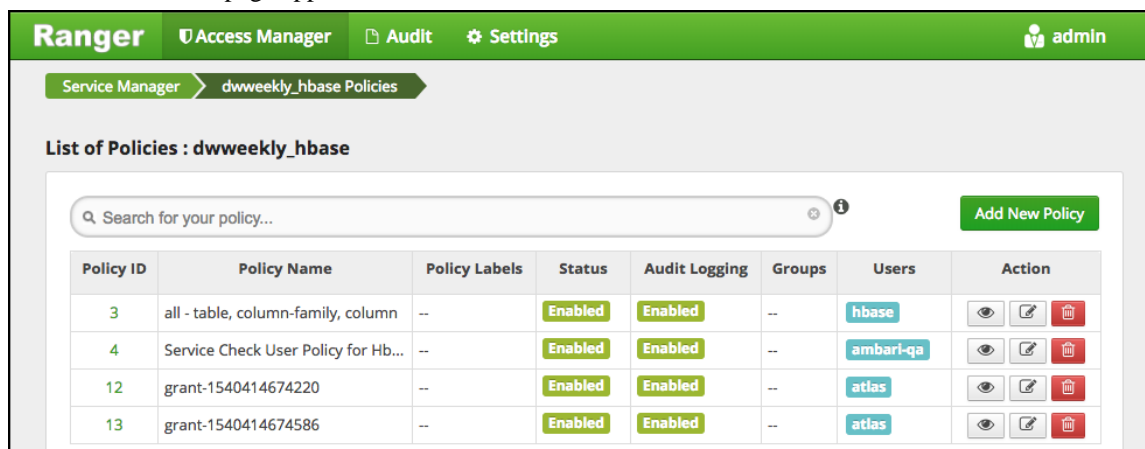 Ranger Access Manager Audit Settings admin
Service Manager dwweekly_hbase Policies
List of Policies : dwweekly_hbase
Search for your policy... Add New Policy
Policy ID Policy Name Policy Labels Status Audit Logging Groups Users Action
3 all - table, column-family, column -- Enabled Enabled -- hbase
4 Service Check User Policy for Hb... -- Enabled Enabled -- ambari-qa
12 grant-1540414674220 -- Enabled Enabled -- atlas
13 grant-1540414674586 -- Enabled Enabled -- atlas